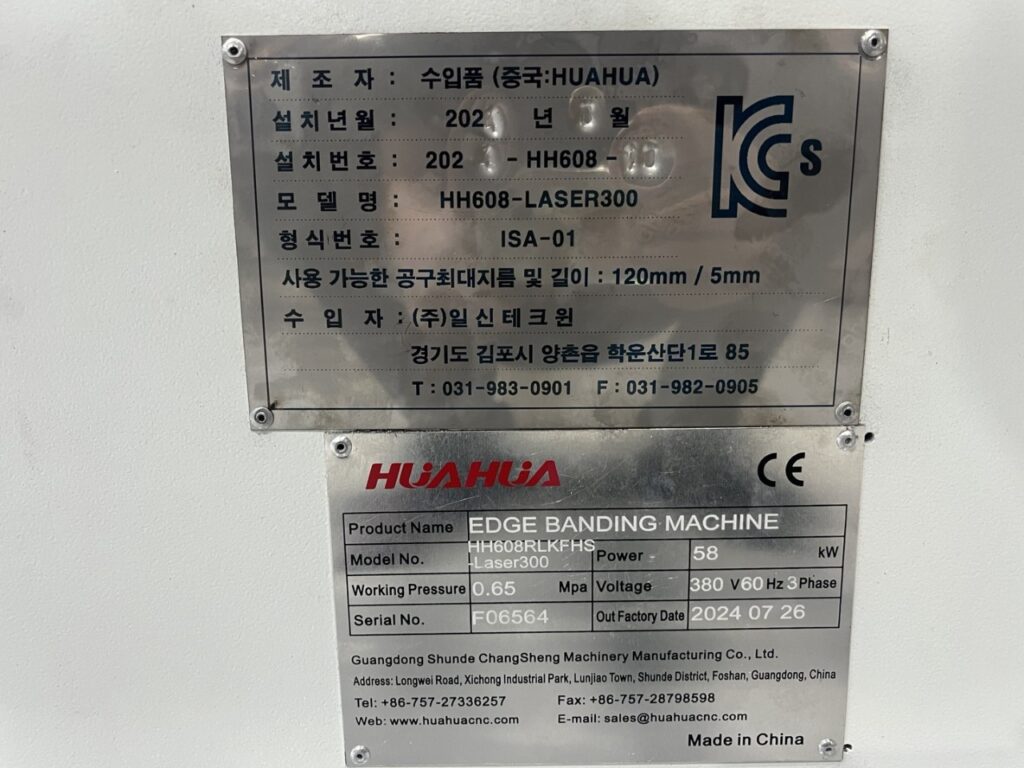 제 조 자 : 수입품 (중국:HUAHUA)
설치년월 : 202 년 월
설치번호 : 202 - HH608 -
모 델 명 : HH608-LASER300
형식번호 : ISA-01
사용 가능한 공구최대지름 및 길이 : 120mm / 5mm
수 입 자 : (주)일신테크원
경기도 김포시 양촌읍 학운산단1로 85
T : 031-983-0901 F : 031-982-0905
KCs
HUAHUA CE
Product Name EDGE BANDING MACHINE
Model No. HH608RLKFHS
-Laser300 Power 58 kW
Working Pressure 0.65 Mpa Voltage 380 V 60 Hz 3 Phase
Serial No. F06564 Out Factory Date 2024 07 26
Guangdong Shunde ChangSheng Machinery Manufacturing Co., Ltd.
Address: Longwei Road, Xichong Industrial Park, Lunjiao Town, Shunde District, Foshan, Guangdong, China
Tel: +86-757-27336257 Fax: +86-757-28798598
Web: www.huahuacnc.com E-mail: sales@huahuacnc.com
Made in China